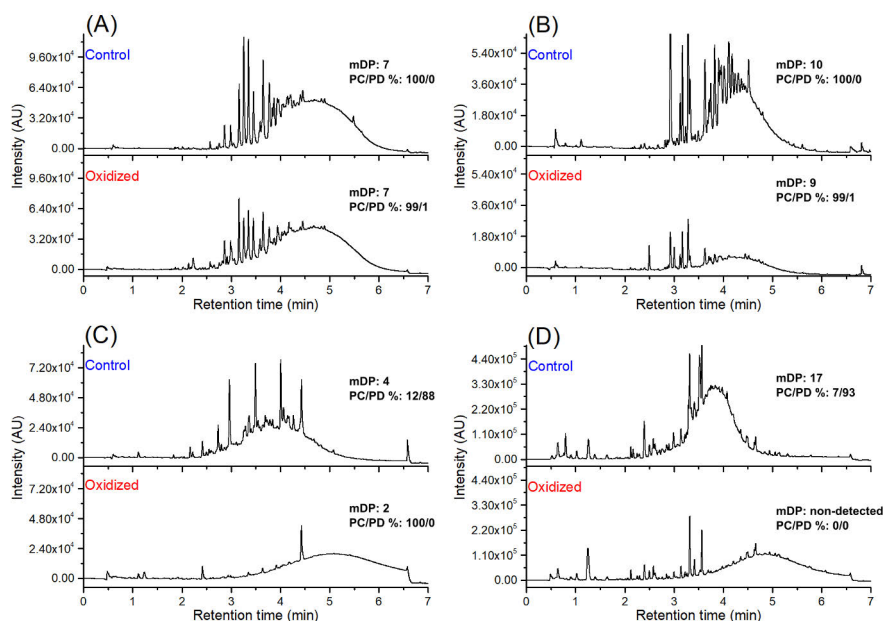 (A)
Control
mDP: 7
PC/PD %: 100/0
9.60x10⁴
6.40x10⁴
3.20x10⁴
0.00
Intensity (AU)
Oxidized
mDP: 7
PC/PD %: 99/1
9.60x10⁴
6.40x10⁴
3.20x10⁴
0.00
0 1 2 3 4 5 6 7
Retention time (min)
(B)
Control
mDP: 10
PC/PD %: 100/0
5.40x10⁴
3.60x10⁴
1.80x10⁴
0.00
Intensity (AU)
Oxidized
mDP: 9
PC/PD %: 99/1
5.40x10⁴
3.60x10⁴
1.80x10⁴
0.00
0 1 2 3 4 5 6 7
Retention time (min)
(C)
Control
mDP: 4
PC/PD %: 12/88
7.20x10⁴
4.80x10⁴
2.40x10⁴
0.00
Intensity (AU)
Oxidized
mDP: 2
PC/PD %: 100/0
7.20x10⁴
4.80x10⁴
2.40x10⁴
0.00
0 1 2 3 4 5 6 7
Retention time (min)
(D)
Control
mDP: 17
PC/PD %: 7/93
4.40x10⁵
3.30x10⁵
2.20x10⁵
1.10x10⁵
0.00
Intensity (AU)
Oxidized
mDP: non-detected
PC/PD %: 0/0
4.40x10⁵
3.30x10⁵
2.20x10⁵
1.10x10⁵
0.00
0 1 2 3 4 5 6 7
Retention time (min)